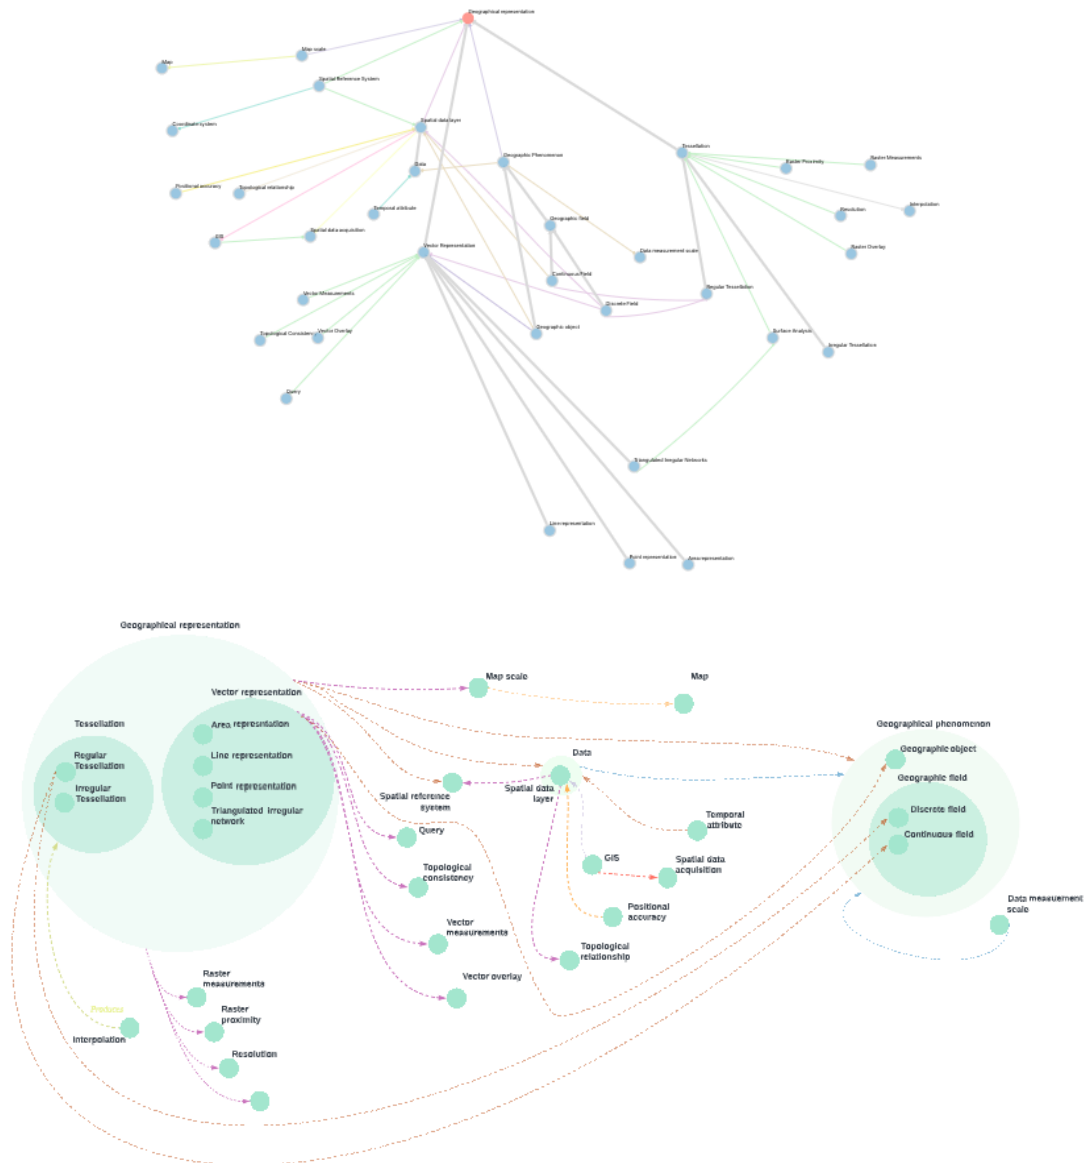 Geographical representation
Map scale
Map
Spatial Reference System
Coordinate system
Spatial data layer
Tessellation
Geographic Phenomenon
Raster Proximity
Raster Measurements
Data
Positional accuracy
Topological relationship
Temporal attribute
Resolution
Interpolation
GIS
Spatial data acquisition
Geographic field
Vector Representation
Data measurement scale
Raster Overlay
Continuous Field
Regular Tessellation
Vector Measurements
Discrete Field
Topological Consistency
Vector Overlay
Geographic object
Surface Analysis
Irregular Tessellation
Query
Triangulated Irregular Networks
Line representation
Point representation
Area representation
Geographical representation
Map scale
Map
Vector representation
Tessellation
Area represntation
Geographical phenomenon
Regular
Tessellation
Line representation
Data
Geographic object
Irregular
Tessellation
Point representation
Spatial reference
system
Spatial data
layer
Geographic field
Triangulated irregular
network
Query
Temporal
attribute
Discrete field
Continuous field
Topological
consistency
GIS
Spatial data
acquisition
Vector
measurements
Positional
accuracy
Data measuement
scale
Topological
relationship
Raster
measurements
Vector overlay
Produces
Raster
proximity
Interpolation
Resolution